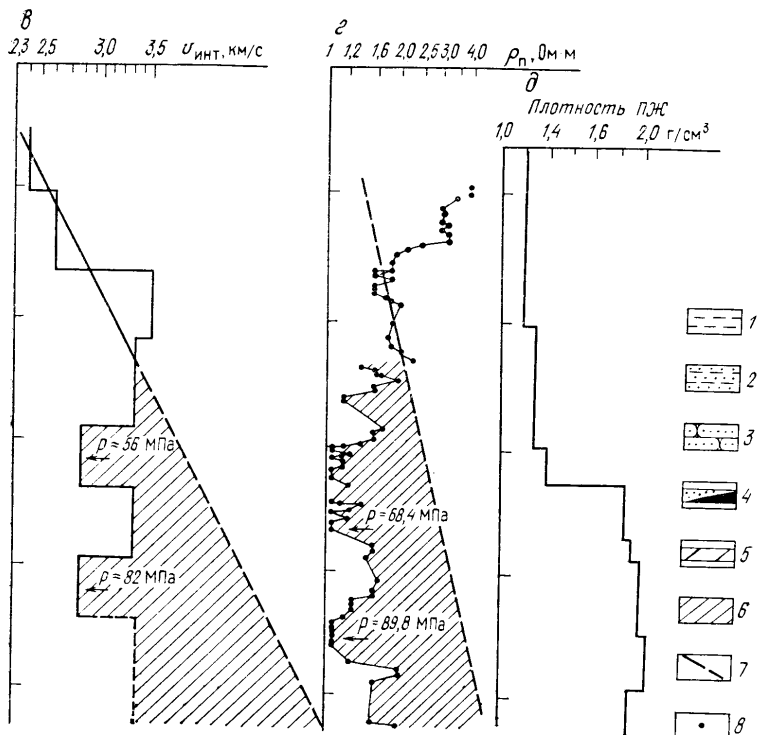 в
2,3 2,5 3,0 3,5 υинт, км/с
г
1 1,2 1,6 2,0 2,5 3,0 4,0 ρп, Ом·м
д
Плотность ПЖ
1,0 1,4 1,6 2,0 г/см³
p = 56 МПа
p = 82 МПа
p = 68,4 МПа
p = 89,8 МПа
1
2
3
4
5
6
7
8